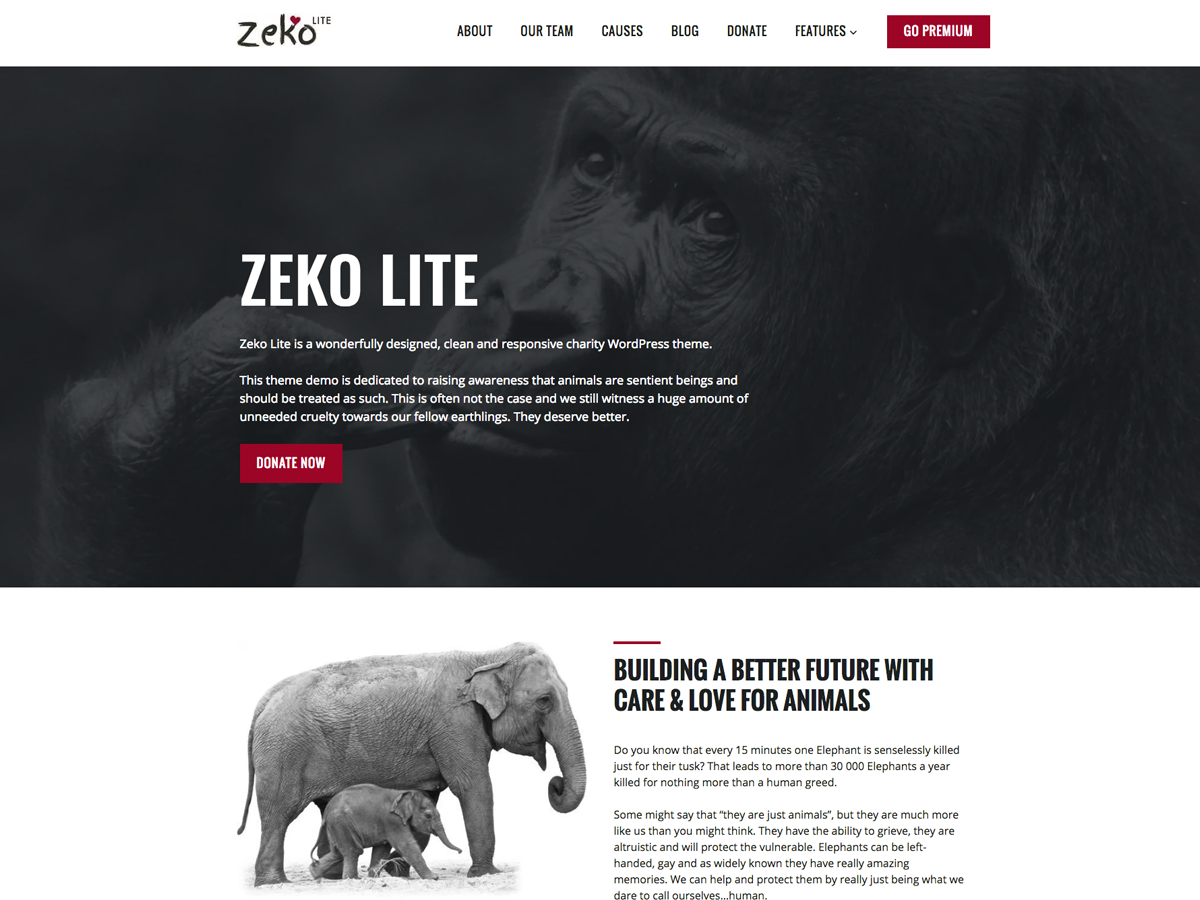 zeko LITE
ABOUT OUR TEAM CAUSES BLOG DONATE FEATURES GO PREMIUM
ZEKO LITE
Zeko Lite is a wonderfully designed, clean and responsive charity WordPress theme.
This theme demo is dedicated to raising awareness that animals are sentient beings and
should be treated as such. This is often not the case and we still witness a huge amount of
unneeded cruelty towards our fellow earthlings. They deserve better.
DONATE NOW
BUILDING A BETTER FUTURE WITH
CARE & LOVE FOR ANIMALS
Do you know that every 15 minutes one Elephant is senselessly killed
just for their tusk? That leads to more than 30 000 Elephants a year
killed for nothing more than a human greed.
Some might say that “they are just animals”, but they are much more
like us than you might think. They have the ability to grieve, they are
altruistic and will protect the vulnerable. Elephants can be left-
handed, gay and as widely known they have really amazing
memories. We can help and protect them by really just being what we
dare to call ourselves...human.